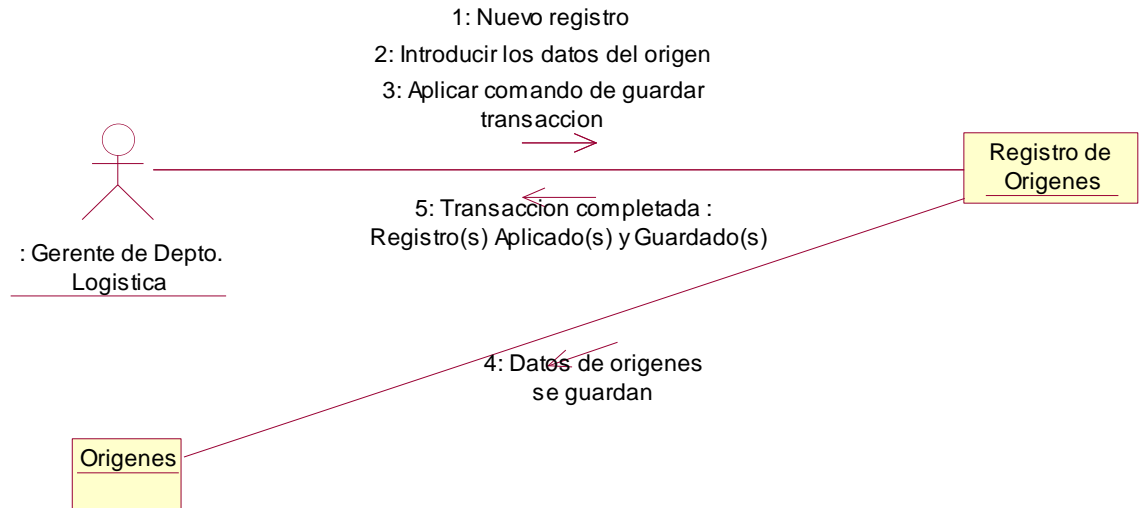 1: Nuevo registro
2: Introducir los datos del origen
3: Aplicar comando de guardar
transaccion
Registro de
Origenes
5: Transaccion completada :
Registro(s) Aplicado(s) y Guardado(s)
: Gerente de Depto.
Logistica
4: Datos de origenes
se guardan
Origenes